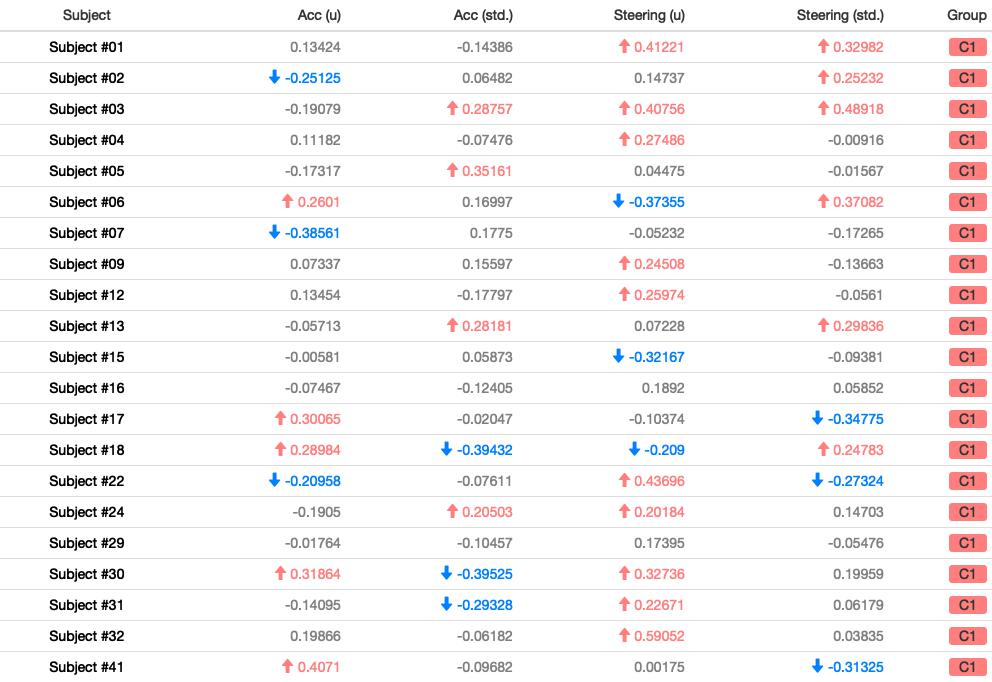 Subject Acc (u) Acc (std.) Steering (u) Steering (std.) Group
Subject #01 0.13424 -0.14386 0.41221 0.32982 C1
Subject #02 -0.25125 0.06482 0.14737 0.25232 C1
Subject #03 -0.19079 0.28757 0.40756 0.48918 C1
Subject #04 0.11182 -0.07476 0.27486 -0.00916 C1
Subject #05 -0.17317 0.35161 0.04475 -0.01567 C1
Subject #06 0.2601 0.16997 -0.37355 0.37082 C1
Subject #07 -0.38561 0.1775 -0.05232 -0.17265 C1
Subject #09 0.07337 0.15597 0.24508 -0.13663 C1
Subject #12 0.13454 -0.17797 0.25974 -0.0561 C1
Subject #13 -0.05713 0.28181 0.07228 0.29836 C1
Subject #15 -0.00581 0.05873 -0.32167 -0.09381 C1
Subject #16 -0.07467 -0.12405 0.1892 0.05852 C1
Subject #17 0.30065 -0.02047 -0.10374 -0.34775 C1
Subject #18 0.28984 -0.39432 -0.209 0.24783 C1
Subject #22 -0.20958 -0.07611 0.43696 -0.27324 C1
Subject #24 -0.1905 0.20503 0.20184 0.14703 C1
Subject #29 -0.01764 -0.10457 0.17395 -0.05476 C1
Subject #30 0.31864 -0.39525 0.32736 0.19959 C1
Subject #31 -0.14095 -0.29328 0.22671 0.06179 C1
Subject #32 0.19866 -0.06182 0.59052 0.03835 C1
Subject #41 0.4071 -0.09682 0.00175 -0.31325 C1